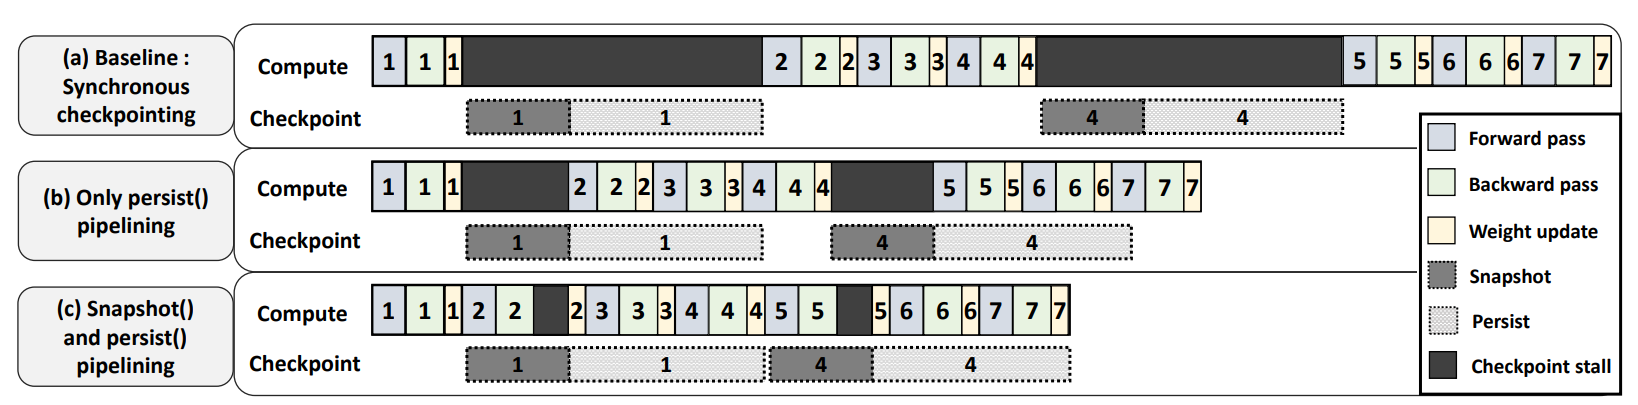 (a) Baseline :
Synchronous
checkpointing
Compute
1 1 1 2 2 2 3 3 3 4 4 4 5 5 5 6 6 6 7 7 7
Checkpoint
1 1 4 4
(b) Only persist()
pipelining
Compute
1 1 1 2 2 2 3 3 3 4 4 4 5 5 5 6 6 6 7 7 7
Checkpoint
1 1 4 4
(c) Snapshot()
and persist()
pipelining
Compute
1 1 1 2 2 2 3 3 3 4 4 4 5 5 5 6 6 6 7 7 7
Checkpoint
1 1 4 4
Forward pass
Backward pass
Weight update
Snapshot
Persist
Checkpoint stall